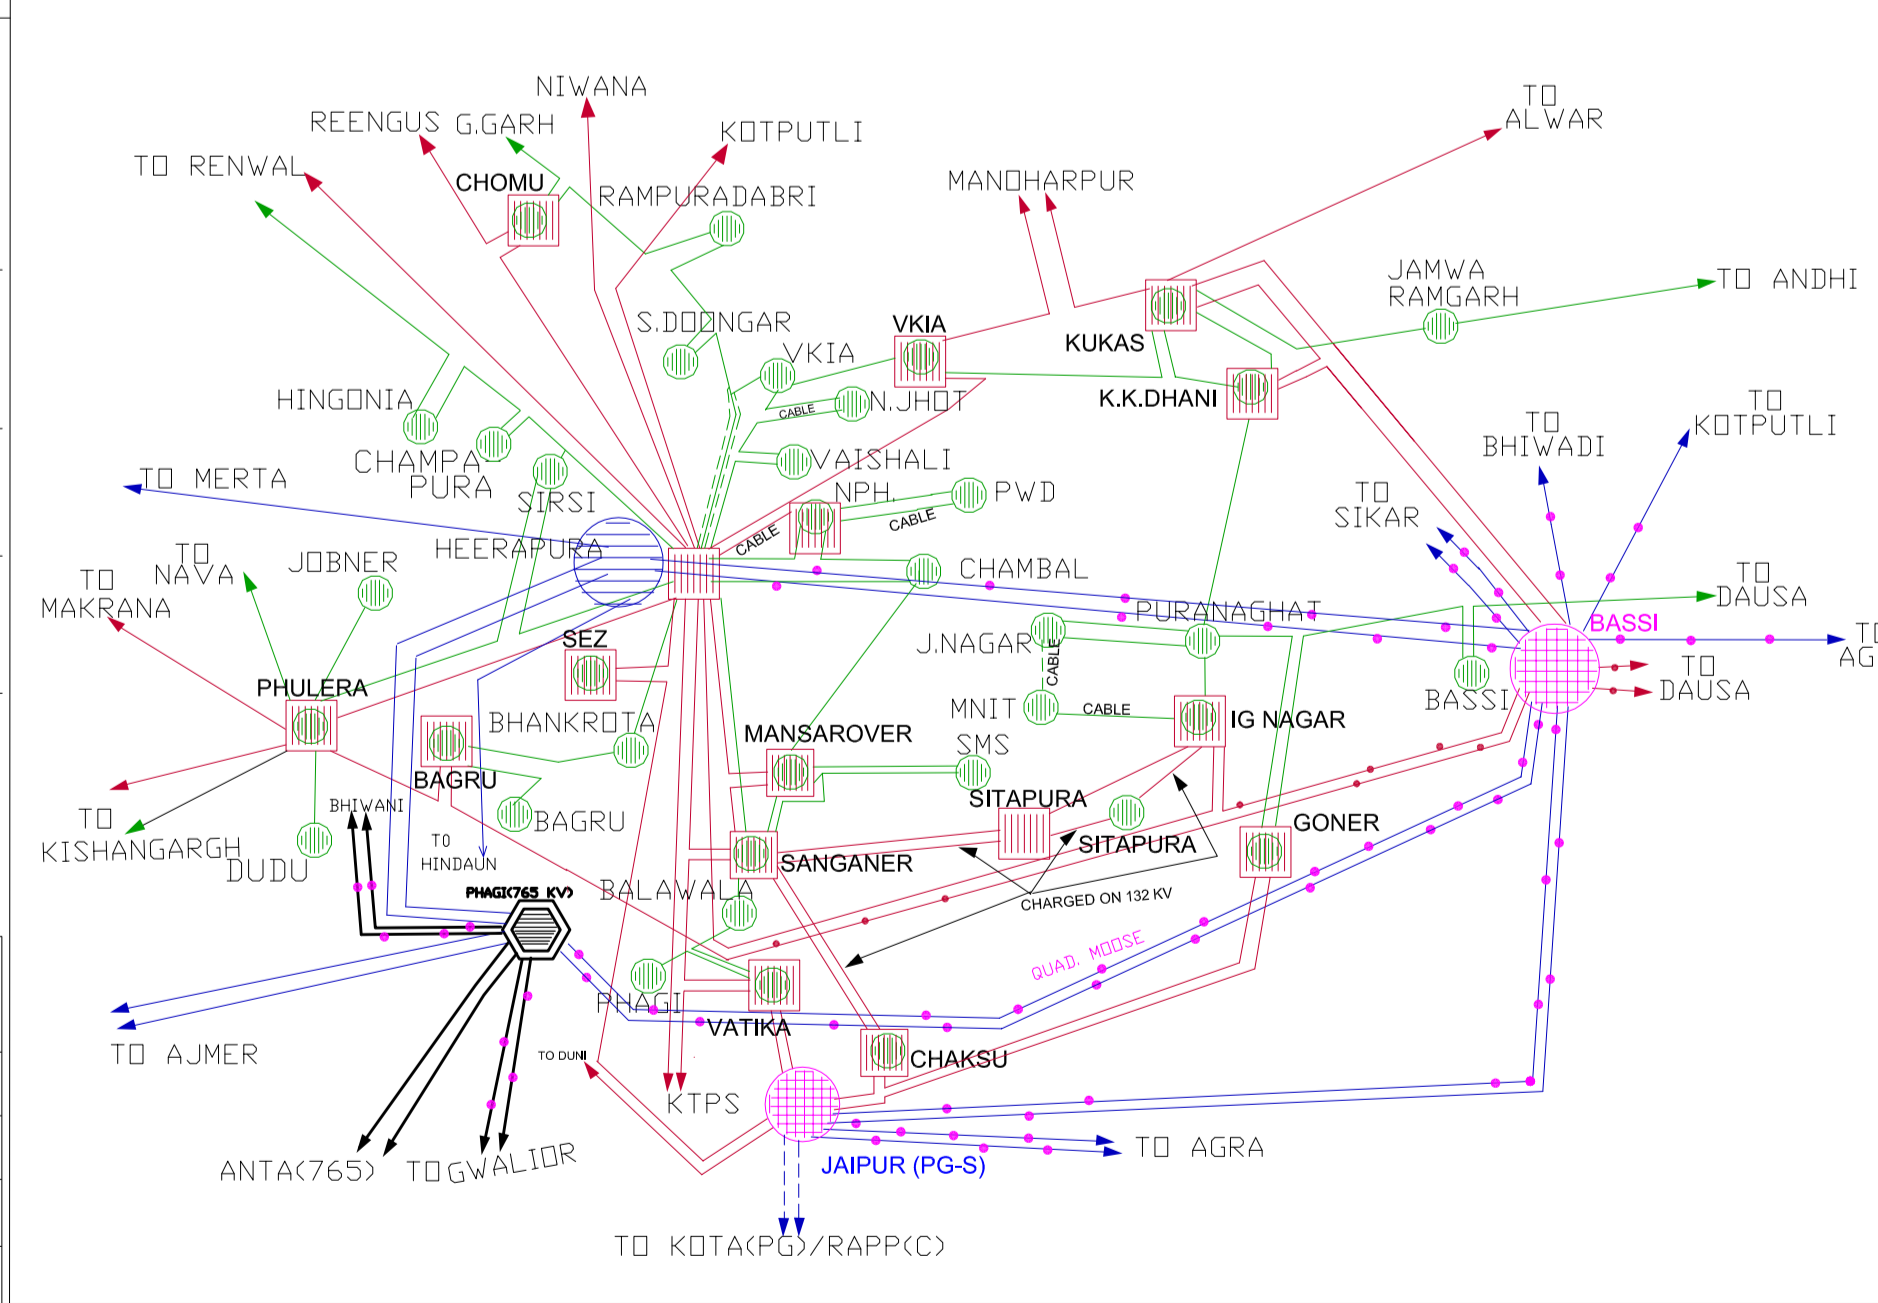 NIWANA
REENGUS
G.GARH
KOTPUTLI
TO
ALWAR
TO RENWAL
CHOMU
RAMPURADABRI
MANOHARPUR
JAMWA
RAMGARH
TO ANDHI
S.DOONGAR
VKIA
KUKAS
VKIA
K.K.DHANI
HINGONIA
CABLE
N.JHOT
TO
KOTPUTLI
TO
BHIWADI
CHAMPA
PURA
VAISHALI
TO MERTA
SIRSI
NPH.
PWD
CABLE
TO
SIKAR
HEERAPURA
CABLE
TO
NAVA
JOBNER
CHAMBAL
TO
MAKRANA
TO
DAUSA
PURANAGHAT
J.NAGAR
BASSI
SEZ
CABLE
TO
DAUSA
PHULERA
BASSI
BHANKROTA
MNIT
CABLE
IG NAGAR
MANSAROVER
SMS
BAGRU
SITAPURA
BHIWANI
BAGRU
GONER
TO
KISHANGARGH
TO
HINDAUN
SITAPURA
DUDU
SANGANER
PHAGI(765 KV)
BALAWALA
CHARGED ON 132 KV
QUAD. MOOSE
PHAGI
VATIKA
TO AJMER
TO DUNI
CHAKSU
KTPS
TO AGRA
ANTA(765)
TO GWALIOR
JAIPUR (PG-S)
TO KOTA(PG)/RAPP(C)